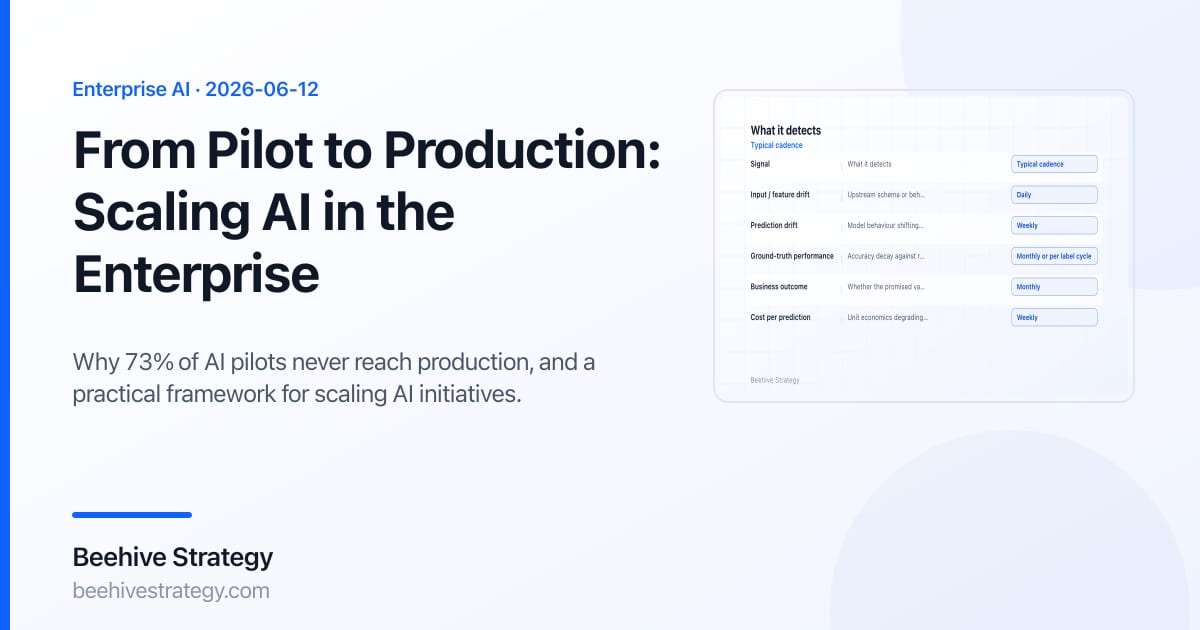 Enterprise AI · 2026-06-12
From Pilot to Production:
Scaling AI in the
Enterprise
Why 73% of AI pilots never reach production, and a
practical framework for scaling AI initiatives.
Beehive Strategy
beehivestrategy.com
What it detects
Typical cadence
Signal What it detects Typical cadence
Input / feature drift Upstream schema or beh... Daily
Prediction drift Model behaviour shifting... Weekly
Ground-truth performance Accuracy decay against r... Monthly or per label cycle
Business outcome Whether the promised va... Monthly
Cost per prediction Unit economics degrading... Weekly
Beehive Strategy